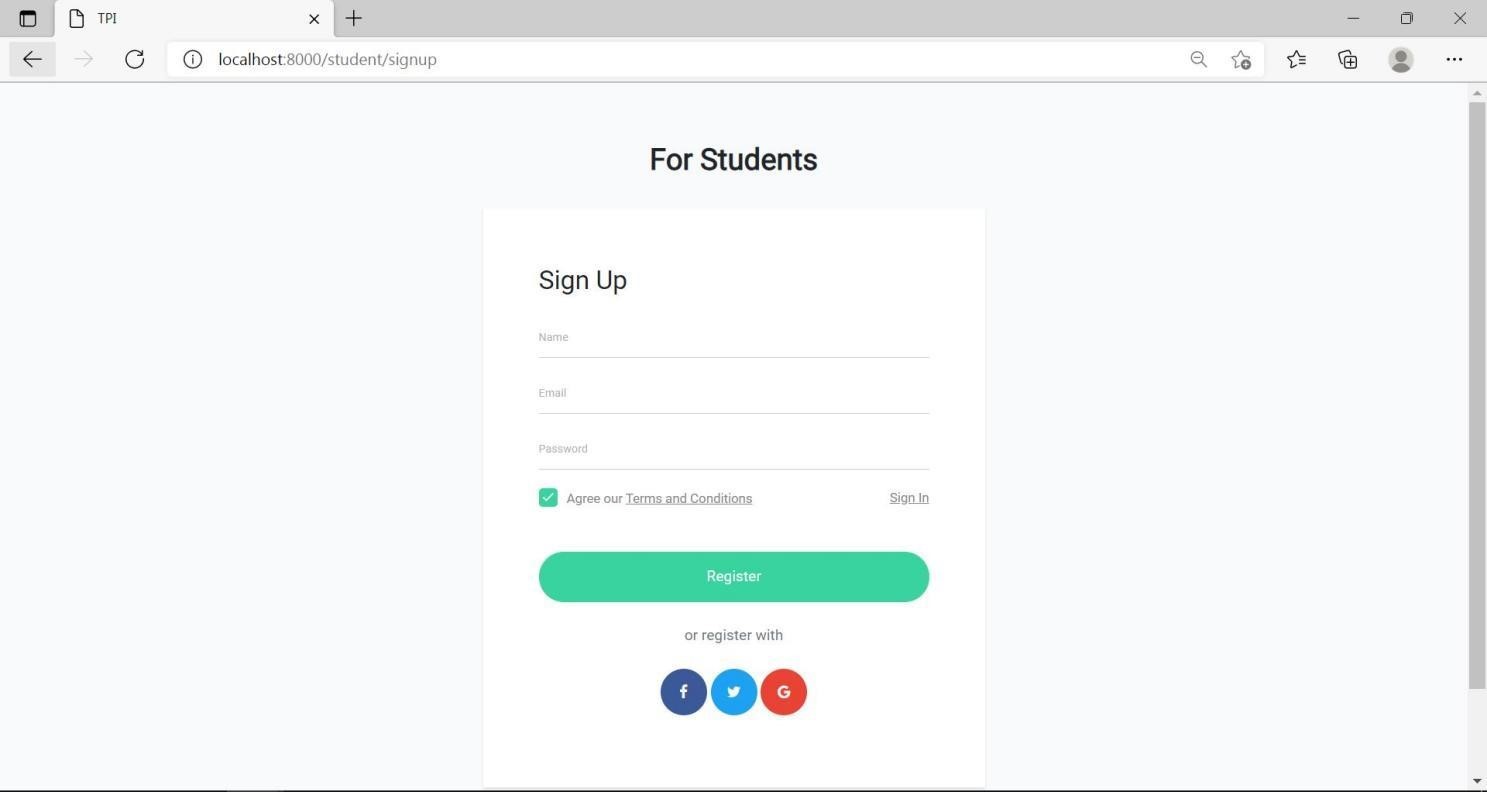 TPI
localhost:8000/student/signup
For Students
Sign Up
Name
Email
Password
Agree our Terms and Conditions
Sign In
Register
or register with